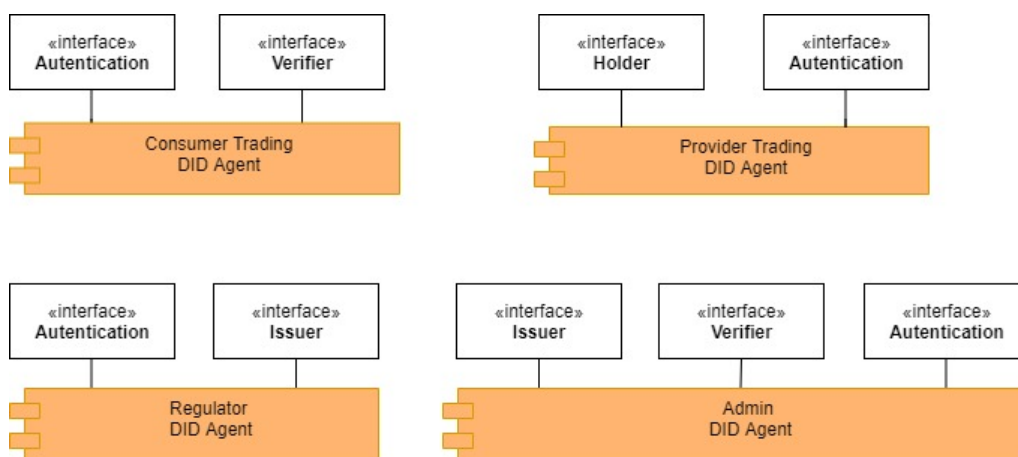 «interface»
Autentication
«interface»
Verifier
Consumer Trading
DID Agent
«interface»
Holder
«interface»
Autentication
Provider Trading
DID Agent
«interface»
Autentication
«interface»
Issuer
Regulator
DID Agent
«interface»
Issuer
«interface»
Verifier
«interface»
Autentication
Admin
DID Agent